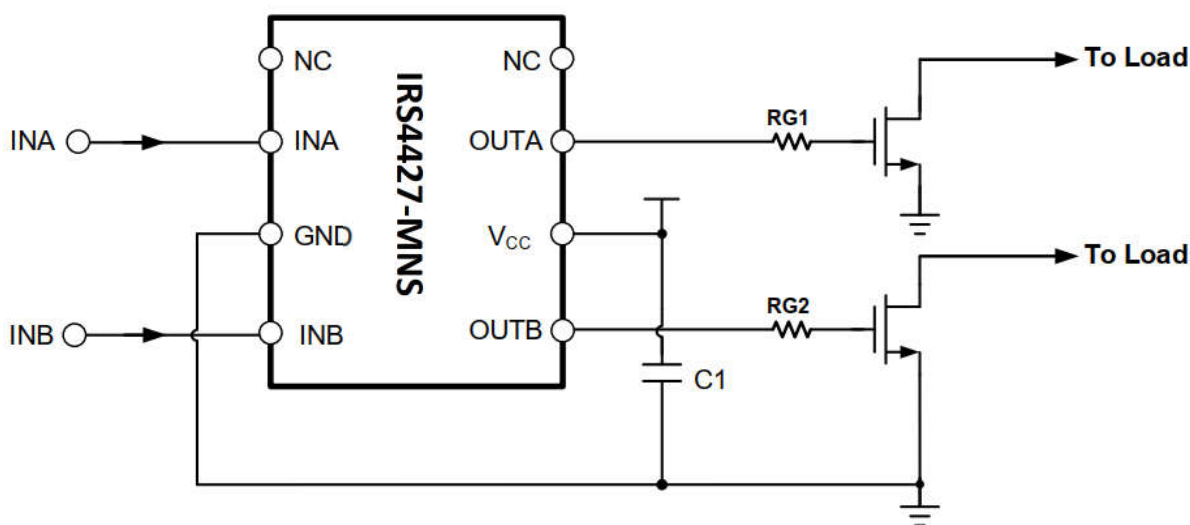 NC
NC
To Load
INA
INA
OUTA
RG1
IRS4427-MNS
GND
VCC
To Load
INB
INB
OUTB
RG2
C1